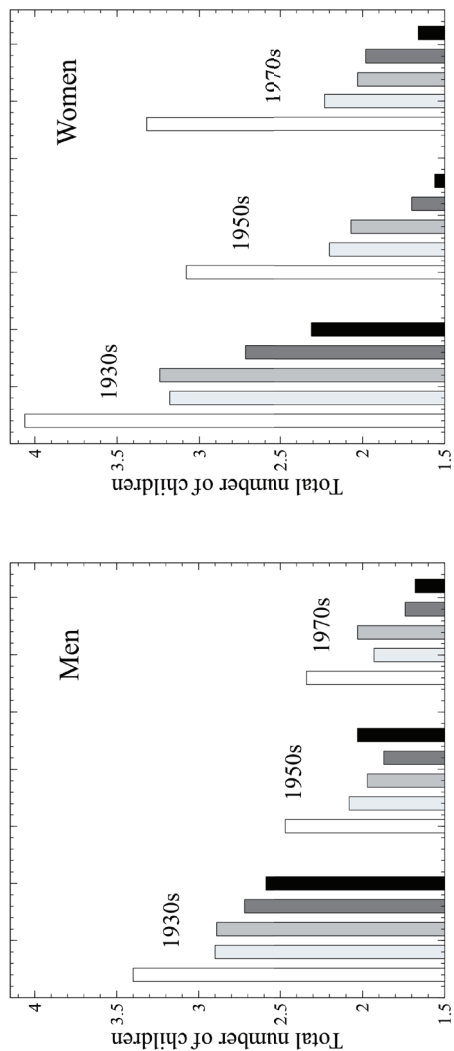 Men
Total number of children
4
3.5
3
2.5
2
1.5
1930s
1950s
1970s
Women
Total number of children
4
3.5
3
2.5
2
1.5
1930s
1950s
1970s